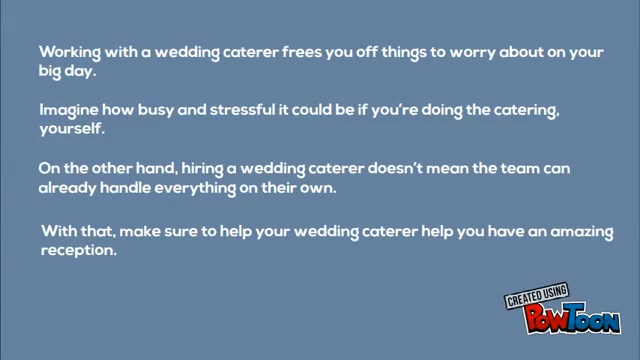 Working with a wedding caterer frees you off things to worry about on your
big day.
Imagine how busy and stressful it could be if you're doing the catering,
yourself.
On the other hand, hiring a wedding caterer doesn't mean the team can
already handle everything on their own.
With that, make sure to help your wedding caterer help you have an amazing
reception.
CREATED USING
POWTOON